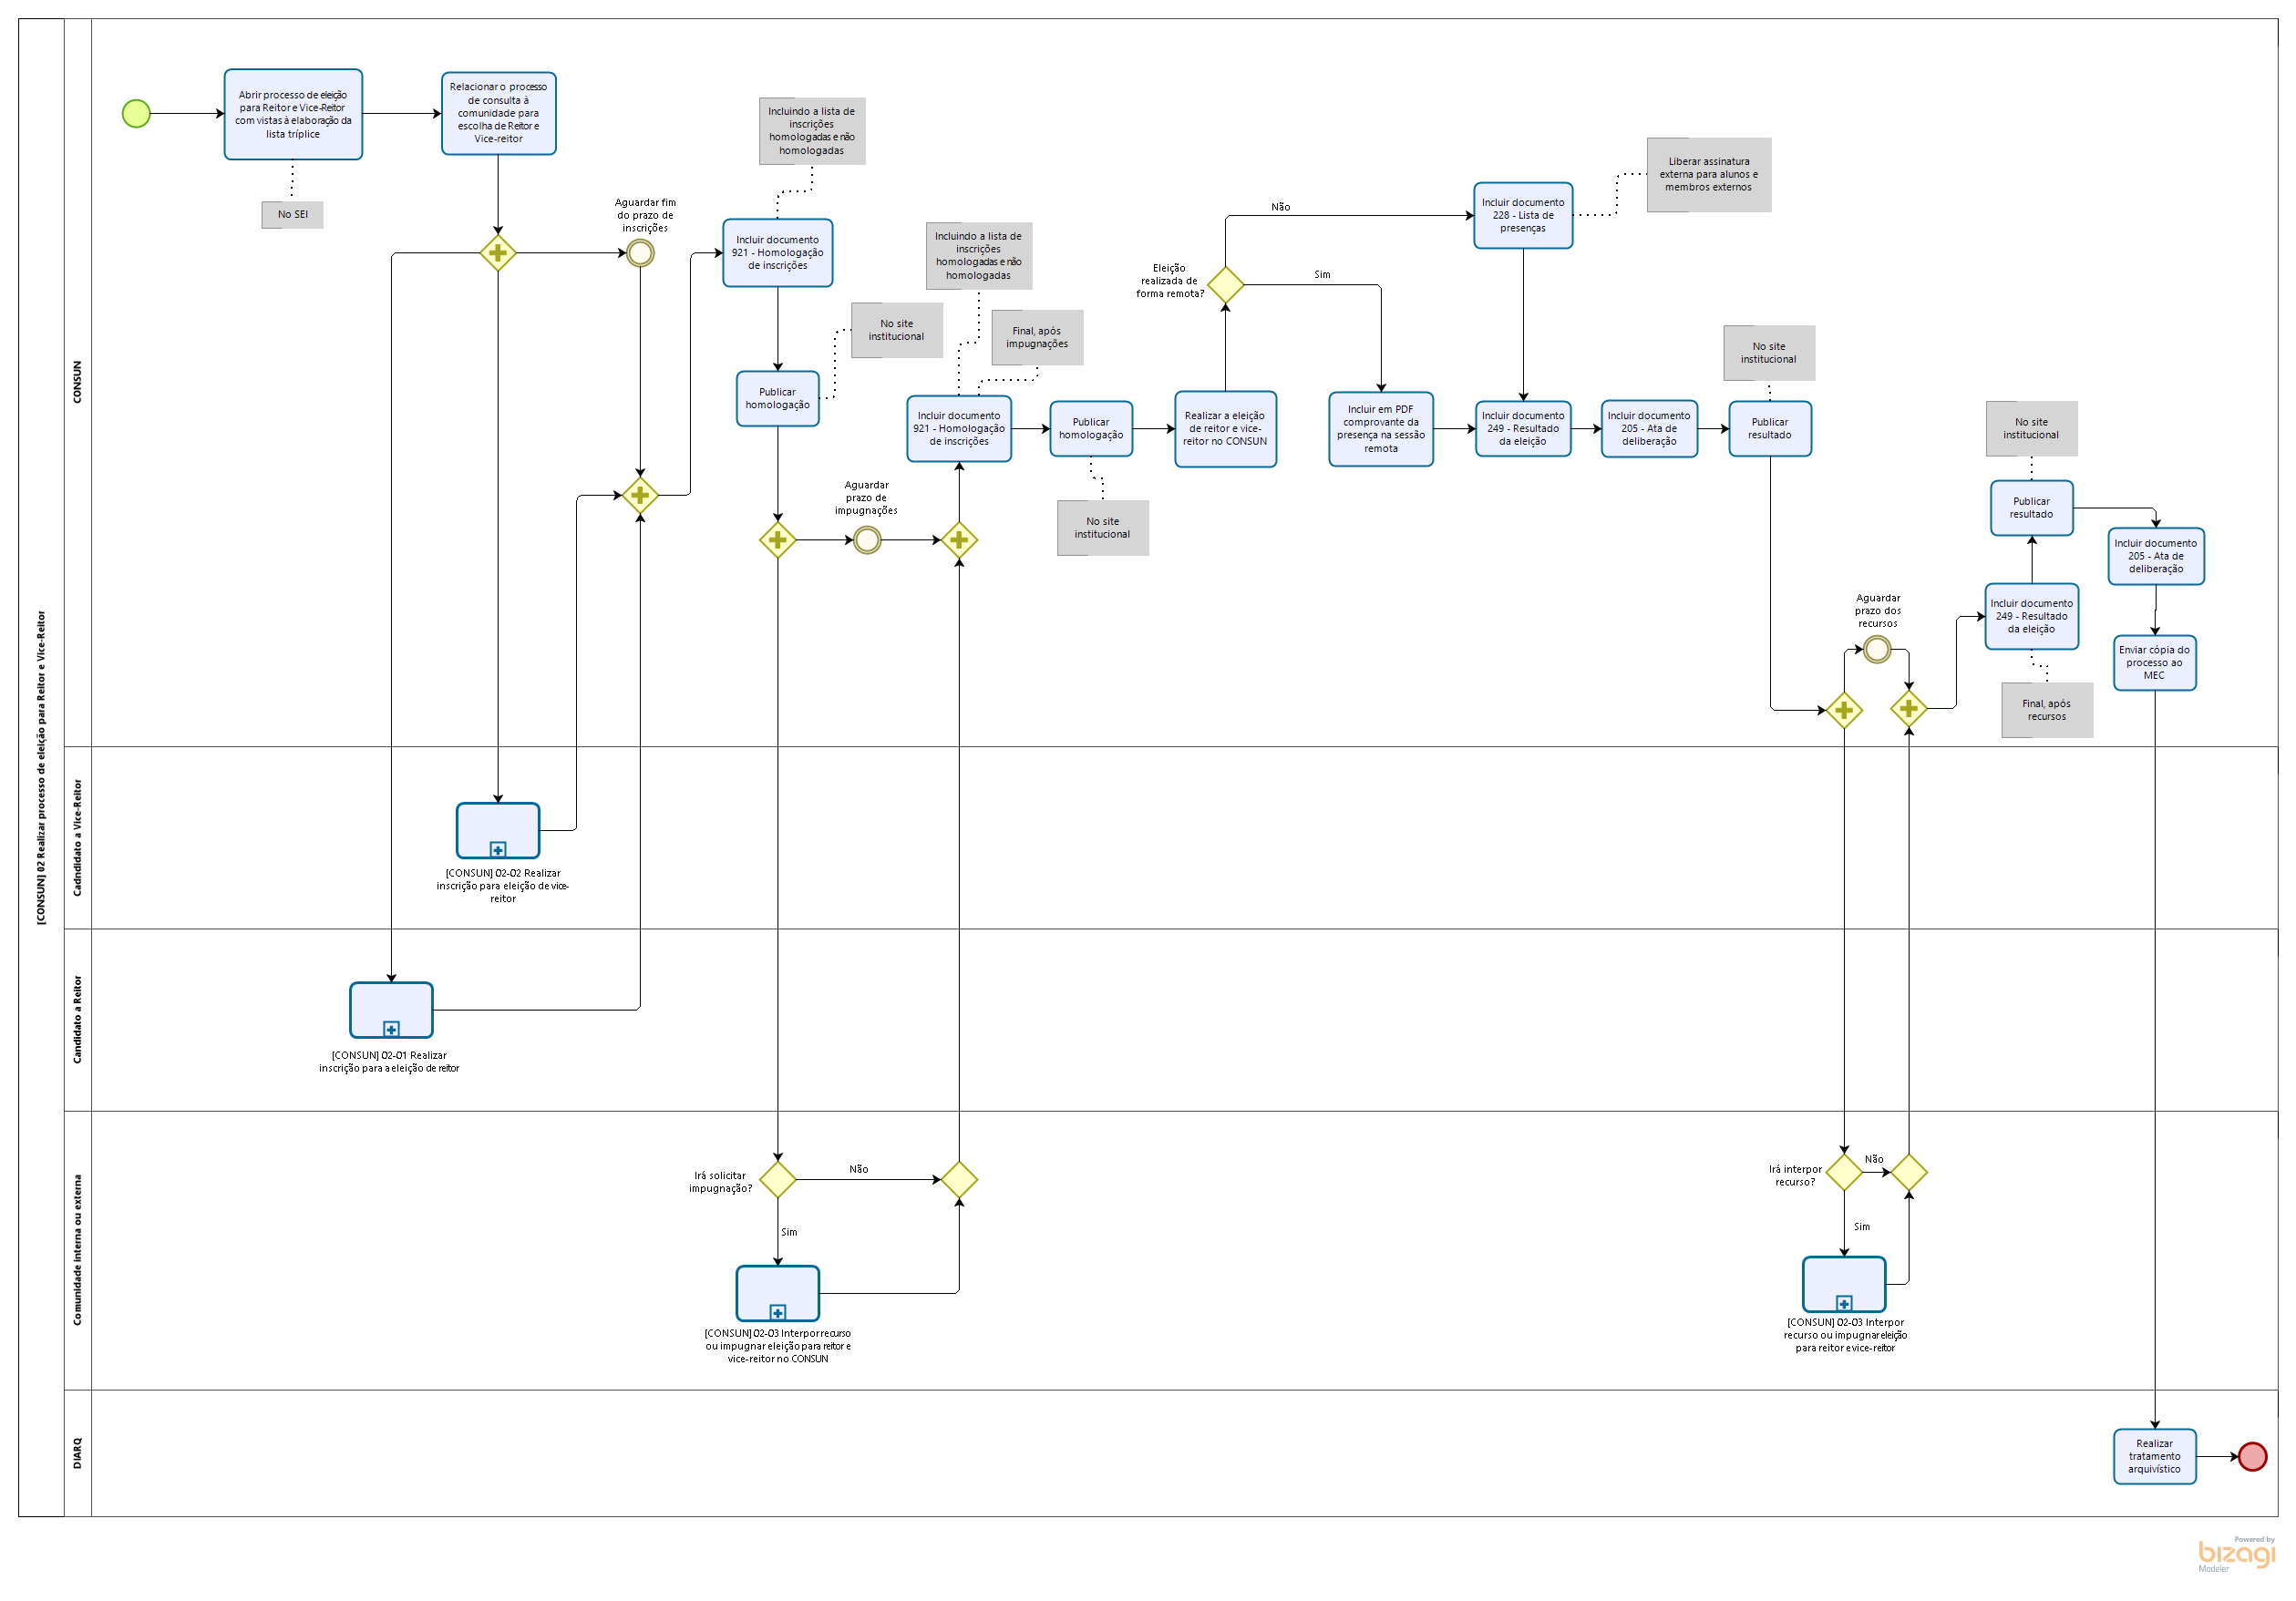 [CONSUN] 02 Realizar processo de eleição para Reitor e Vice-Reitor
CONSUN
Abrir processo de eleição
para Reitor e Vice-Reitor
com vistas à elaboração da
lista tríplice
No SEI
Relacionar o processo
de consulta à
comunidade para
escolha de Reitor e
Vice-reitor
Aguardar fim
do prazo de
inscrições
Incluindo a lista de
inscrições
homologadas e não
homologadas
Incluir documento
921 - Homologação
de inscrições
No site
institucional
Publicar
homologação
Aguardar
prazo de
impugnações
Incluindo a lista de
inscrições
homologadas e não
homologadas
Final, após
impugnações
Incluir documento
921 - Homologação
de inscrições
Publicar
homologação
No site
institucional
Realizar a eleição
de reitor e vice-
reitor no CONSUN
Eleição
realizada de
forma remota?
Não
Sim
Incluir documento
228 - Lista de
presenças
Liberar assinatura
externa para alunos e
membros externos
Incluir em PDF
comprovante da
presença na sessão
remota
Incluir documento
249 - Resultado
da eleição
Incluir documento
205 - Ata de
deliberação
No site
institucional
Publicar
resultado
Aguardar
prazo dos
recursos
No site
institucional
Publicar
resultado
Incluir documento
249 - Resultado
da eleição
Final, após
recursos
Incluir documento
205 - Ata de
deliberação
Enviar cópia do
processo ao
MEC
Cadndidato a Vice-Reitor
[CONSUN] 02-02 Realizar
inscrição para eleição de vice-
reitor
Candidato a Reitor
[CONSUN] 02-01 Realizar
inscrição para a eleição de reitor
Comunidade interna ou externa
Irá solicitar
impugnação?
Não
Sim
[CONSUN] 02-03 Interpor recurso
ou impugnar eleição para reitor e
vice-reitor no CONSUN
Irá interpor
recurso?
Não
Sim
[CONSUN] 02-03 Interpor
recurso ou impugnar eleição
para reitor e vice-reitor
DIARQ
Realizar
tratamento
arquivístico
Powered by
bizagi
Modeler